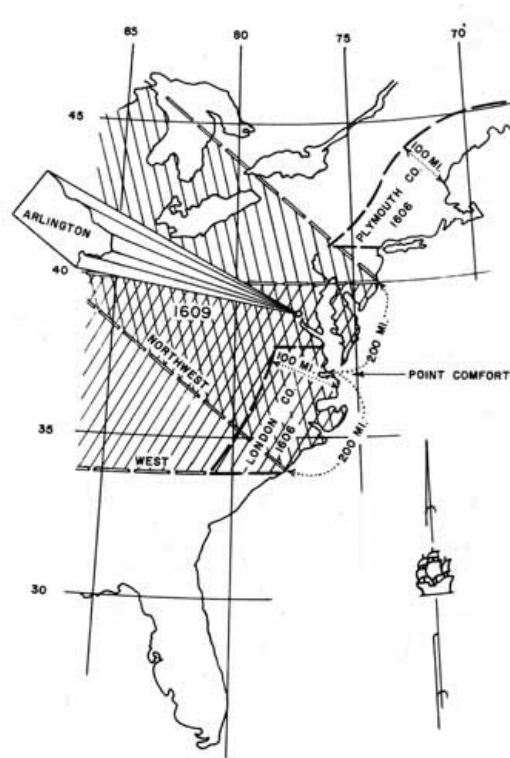 85
80
75
70°
45
100 MI.
PLYMOUTH CO.
1606
ARLINGTON
40
1609
NORTHWEST
100 MI.
200 MI.
POINT COMFORT
LONDON CO.
1606
35
200 MI.
WEST
30